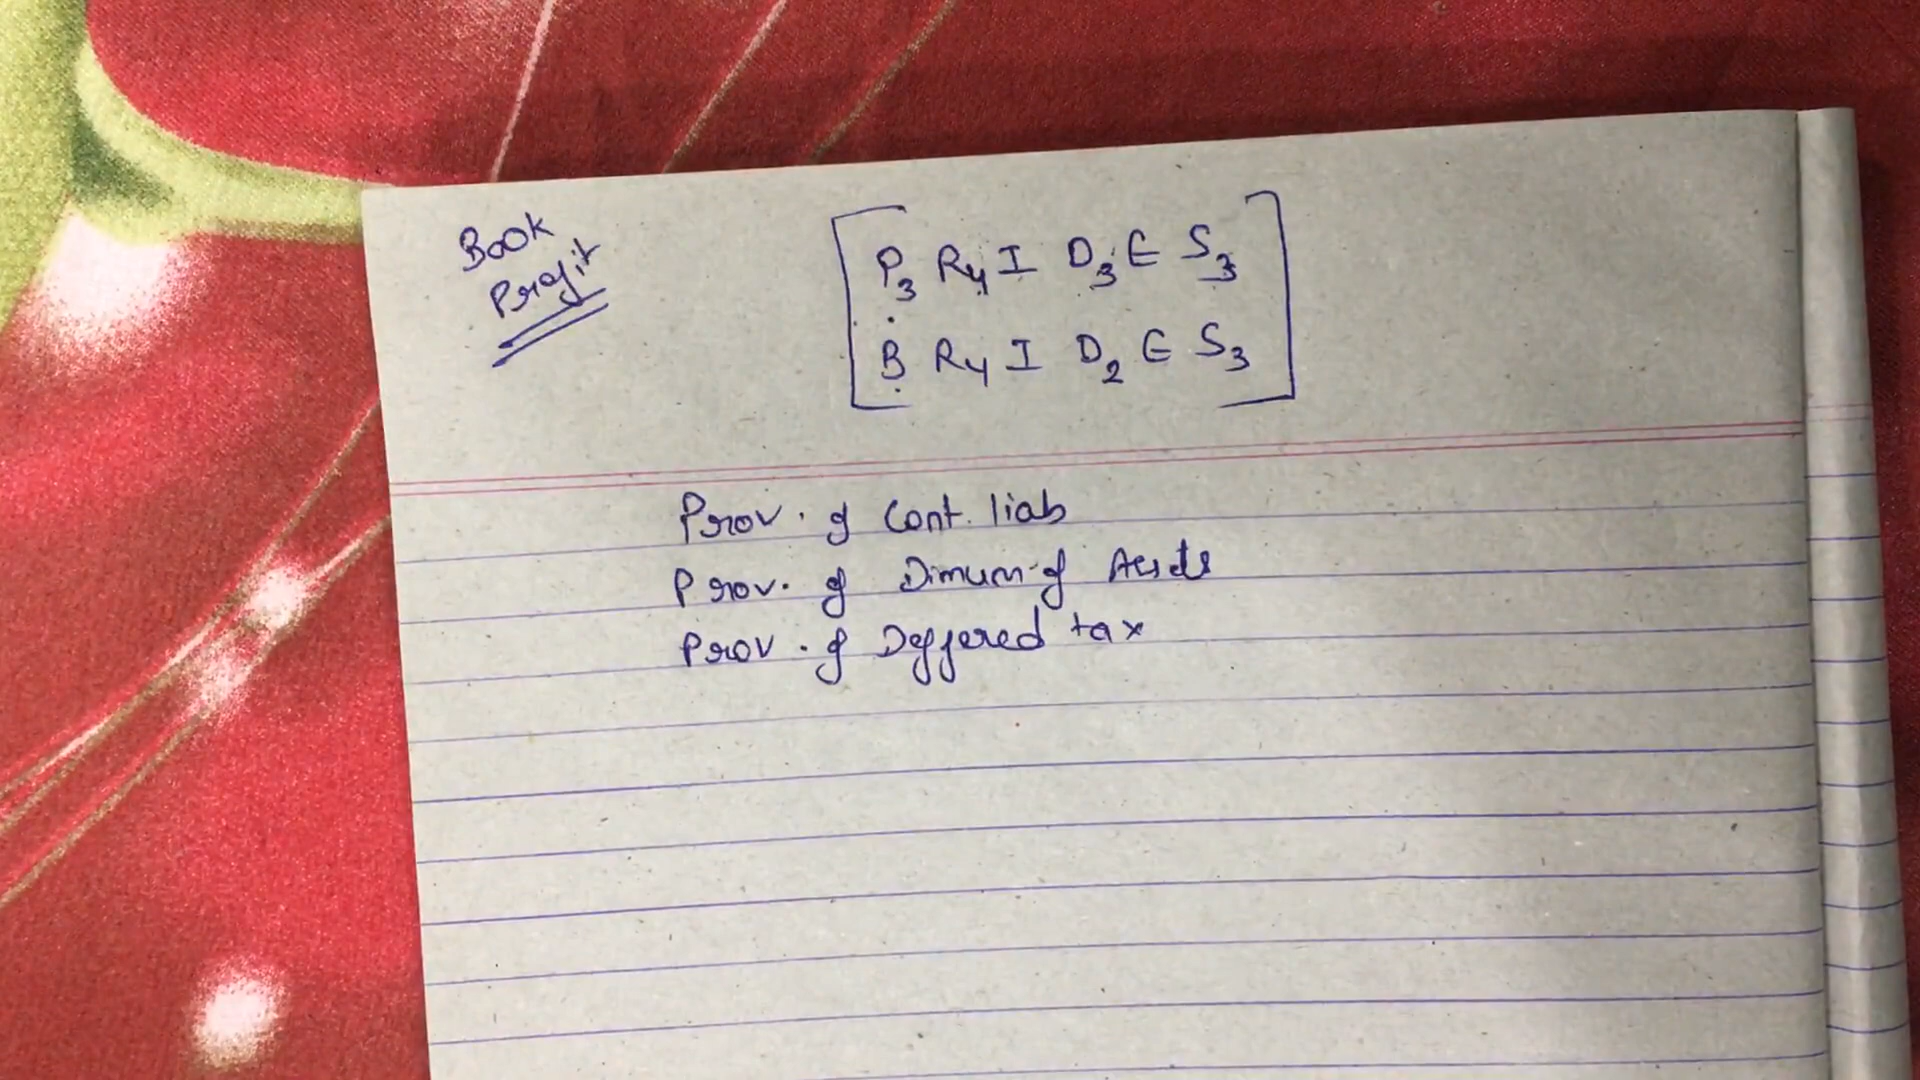 Book
Profit
P3 R4 I D3 E S3
B R4 I D2 E S3
Prov. of Cont. liab
Prov. of Dimun. of Assets
Prov. of Deffered tax